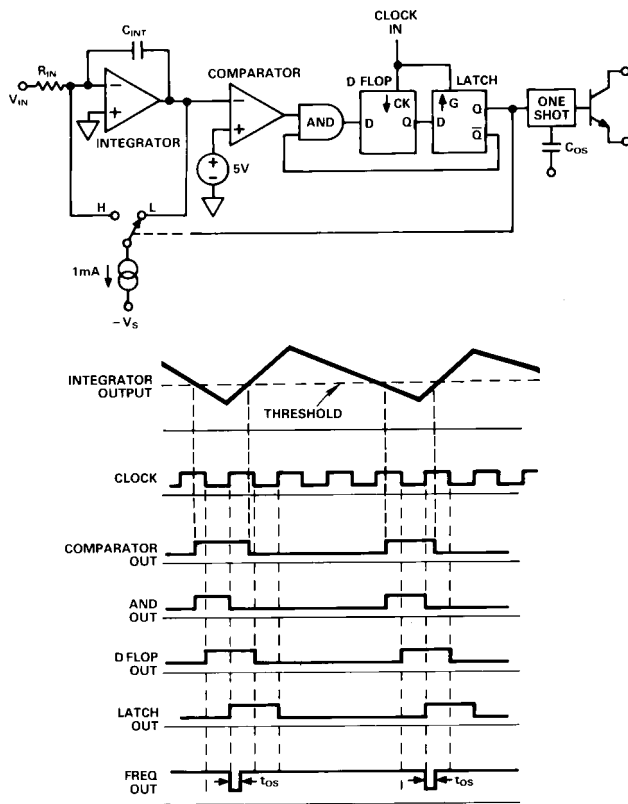 CLOCK
IN
C_INT
R_IN
V_IN
−
+
INTEGRATOR
COMPARATOR
−
+
AND
D FLOP
↓ CK
D
Q
LATCH
↑ G
D
Q
Q̅
ONE
SHOT
C_OS
+
−
5V
H
L
1mA ↓
−V_S
INTEGRATOR
OUTPUT
THRESHOLD
CLOCK
COMPARATOR
OUT
AND
OUT
D FLOP
OUT
LATCH
OUT
FREQ
OUT
t_OS
t_OS